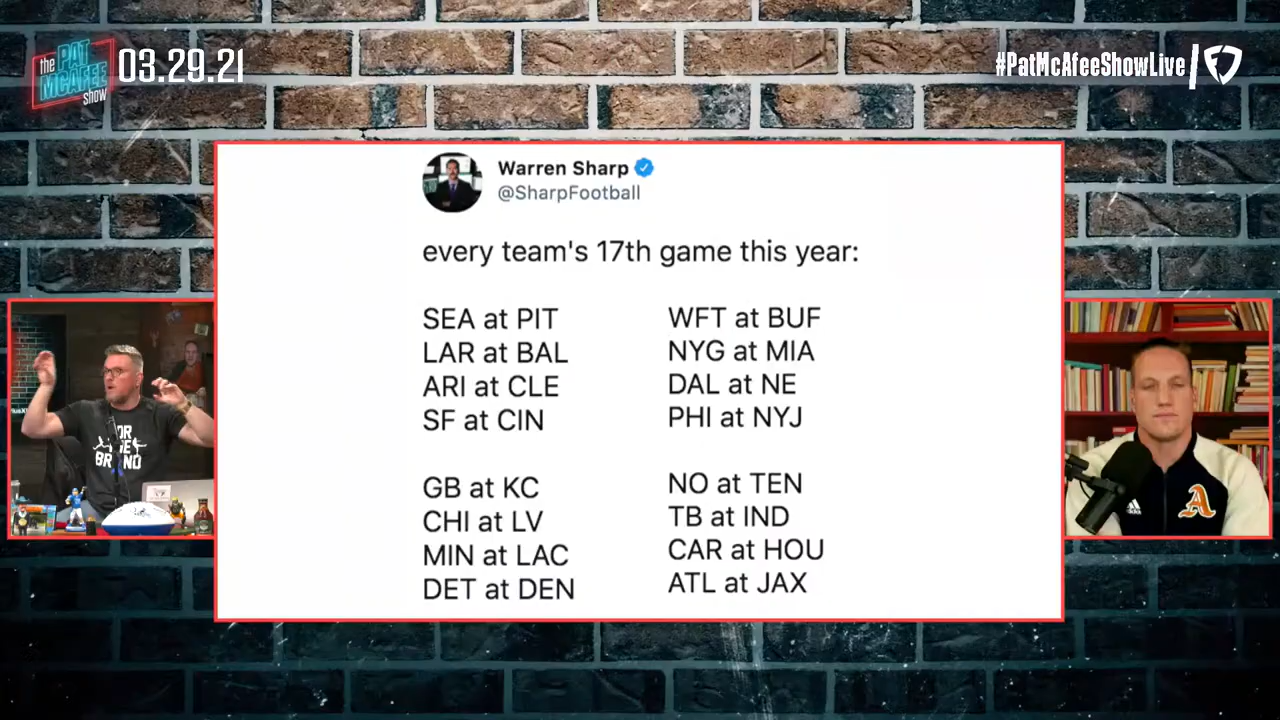 the PAT MCAFEE show
03.29.21
#PatMcAfeeShowLive
Warren Sharp
@SharpFootball
every team's 17th game this year:
SEA at PIT
LAR at BAL
ARI at CLE
SF at CIN
GB at KC
CHI at LV
MIN at LAC
DET at DEN
WFT at BUF
NYG at MIA
DAL at NE
PHI at NYJ
NO at TEN
TB at IND
CAR at HOU
ATL at JAX
A